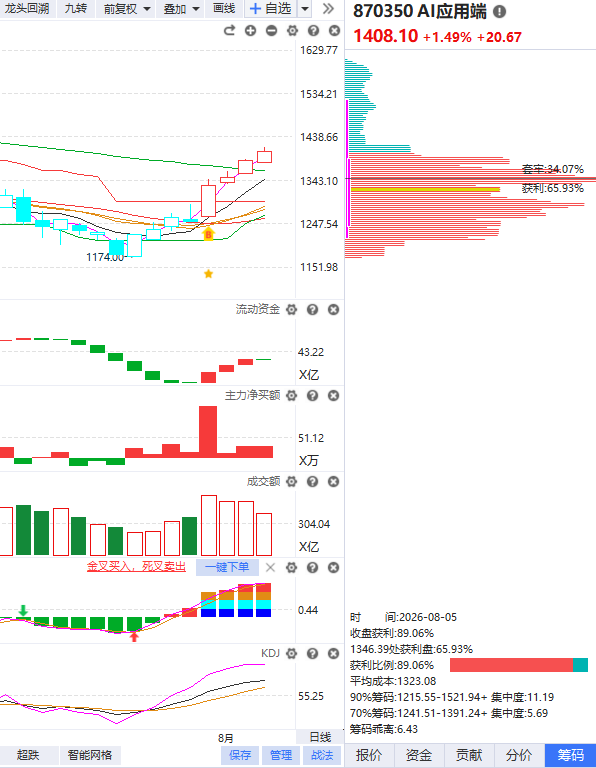 龙头回溯 九转 前复权 叠加 画线 + 自选
1629.77
1534.21
1438.66
1343.10
1247.54
1151.98
1174.00
B
流动资金
43.22
X亿
主力净买额
51.12
X万
成交额
304.04
X亿
金叉买入，死叉卖出 一键下单
0.44
KDJ
55.25
8月 日线
超跌 智能网格 保存 管理 战法
870350 AI应用端
1408.10 +1.49% +20.67
套牢:34.07%
获利:65.93%
时 间:2026-08-05
收盘获利:89.06%
1346.39处获利盘:65.93%
获利比例:89.06%
平均成本:1323.08
90%筹码:1215.55-1521.94+ 集中度:11.19
70%筹码:1241.51-1391.24+ 集中度:5.69
筹码乖离:6.43
报价 资金 贡献 分价 筹码